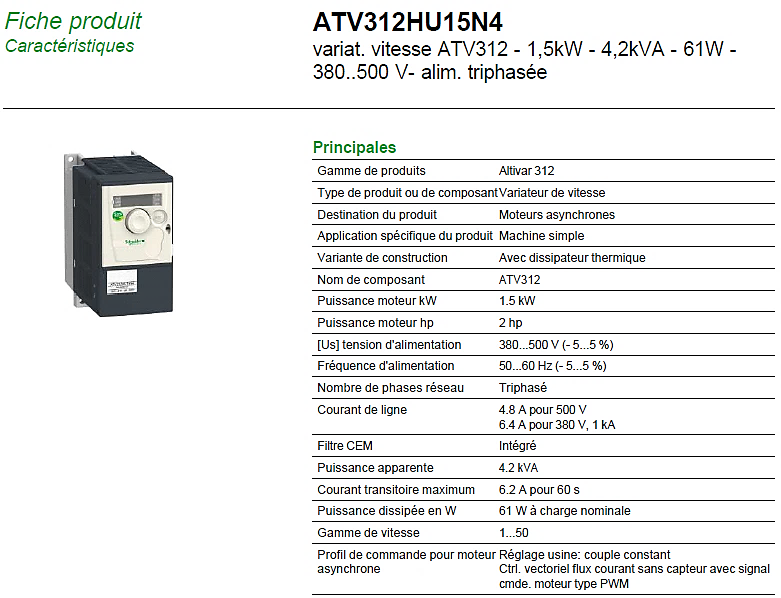 Fiche produit
Caractéristiques
ATV312HU15N4
variat. vitesse ATV312 - 1,5kW - 4,2kVA - 61W -
380..500 V- alim. triphasée
Principales
Gamme de produits Altivar 312
Type de produit ou de composant Variateur de vitesse
Destination du produit Moteurs asynchrones
Application spécifique du produit Machine simple
Variante de construction Avec dissipateur thermique
Nom de composant ATV312
Puissance moteur kW 1.5 kW
Puissance moteur hp 2 hp
[Us] tension d'alimentation 380...500 V (- 5...5 %)
Fréquence d'alimentation 50...60 Hz (- 5...5 %)
Nombre de phases réseau Triphasé
Courant de ligne 4.8 A pour 500 V
6.4 A pour 380 V, 1 kA
Filtre CEM Intégré
Puissance apparente 4.2 kVA
Courant transitoire maximum 6.2 A pour 60 s
Puissance dissipée en W 61 W à charge nominale
Gamme de vitesse 1...50
Profil de commande pour moteur Réglage usine: couple constant
asynchrone Ctrl. vectoriel flux courant sans capteur avec signal
cmde. moteur type PWM
Schneider